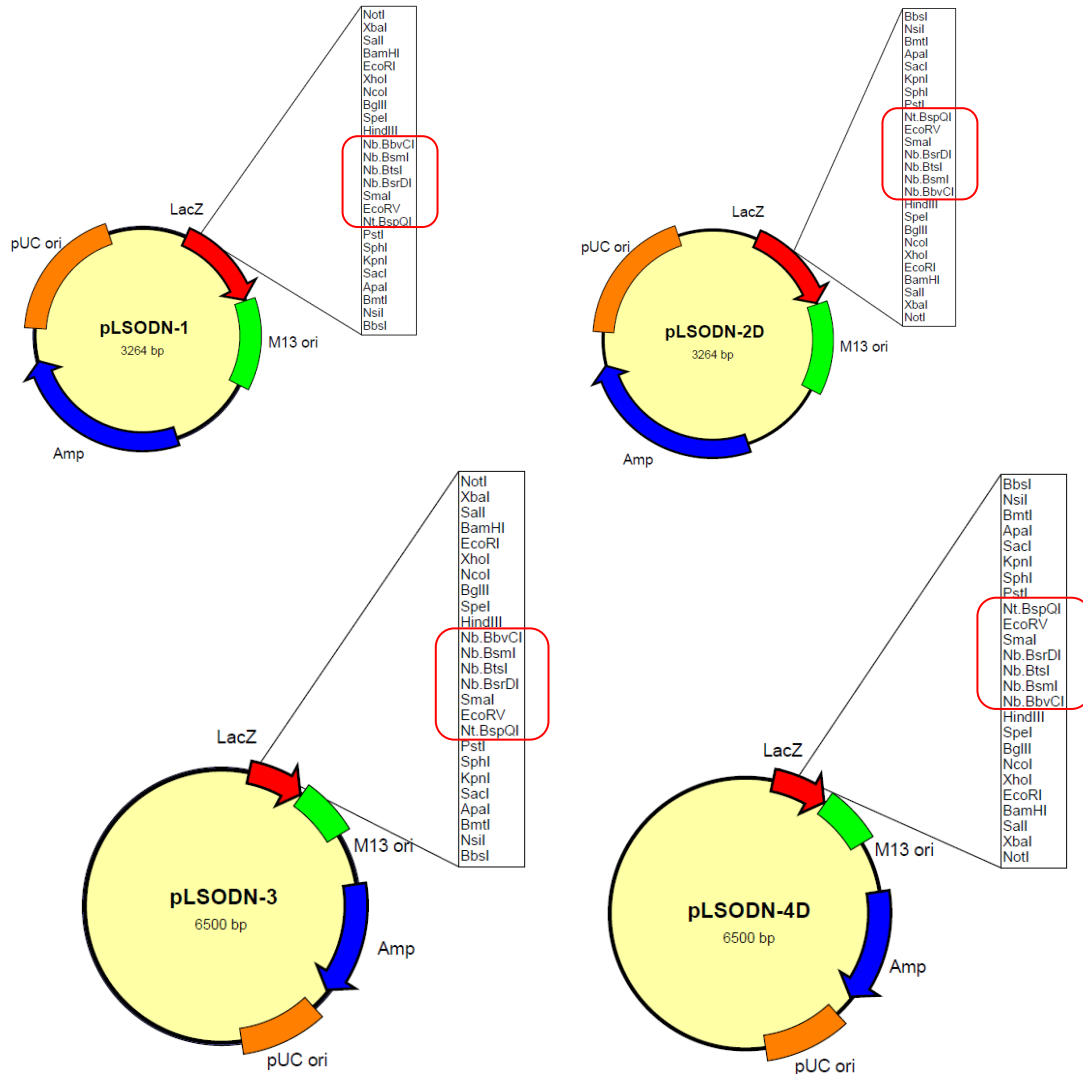 NotI
XbaI
SalI
BamHI
EcoRI
XhoI
NcoI
BglII
SpeI
HindIII
Nb.BbvCI
Nb.BsmI
Nb.BtsI
Nb.BsrDI
SmaI
EcoRV
Nt.BspQI
PstI
SphI
KpnI
SacI
ApaI
BmtI
NsiI
BbsI
LacZ
pUC ori
pLSODN-1
3264 bp
M13 ori
Amp
BbsI
NsiI
BmtI
ApaI
SacI
KpnI
SphI
PstI
Nt.BspQI
EcoRV
SmaI
Nb.BsrDI
Nb.BtsI
Nb.BsmI
Nb.BbvCI
HindIII
SpeI
BglII
NcoI
XhoI
EcoRI
BamHI
SalI
XbaI
NotI
LacZ
pUC ori
pLSODN-2D
3264 bp
M13 ori
Amp
NotI
XbaI
SalI
BamHI
EcoRI
XhoI
NcoI
BglII
SpeI
HindIII
Nb.BbvCI
Nb.BsmI
Nb.BtsI
Nb.BsrDI
SmaI
EcoRV
Nt.BspQI
PstI
SphI
KpnI
SacI
ApaI
BmtI
NsiI
BbsI
LacZ
M13 ori
pLSODN-3
6500 bp
Amp
pUC ori
BbsI
NsiI
BmtI
ApaI
SacI
KpnI
SphI
PstI
Nt.BspQI
EcoRV
SmaI
Nb.BsrDI
Nb.BtsI
Nb.BsmI
Nb.BbvCI
HindIII
SpeI
BglII
NcoI
XhoI
EcoRI
BamHI
SalI
XbaI
NotI
LacZ
M13 ori
pLSODN-4D
6500 bp
Amp
pUC ori